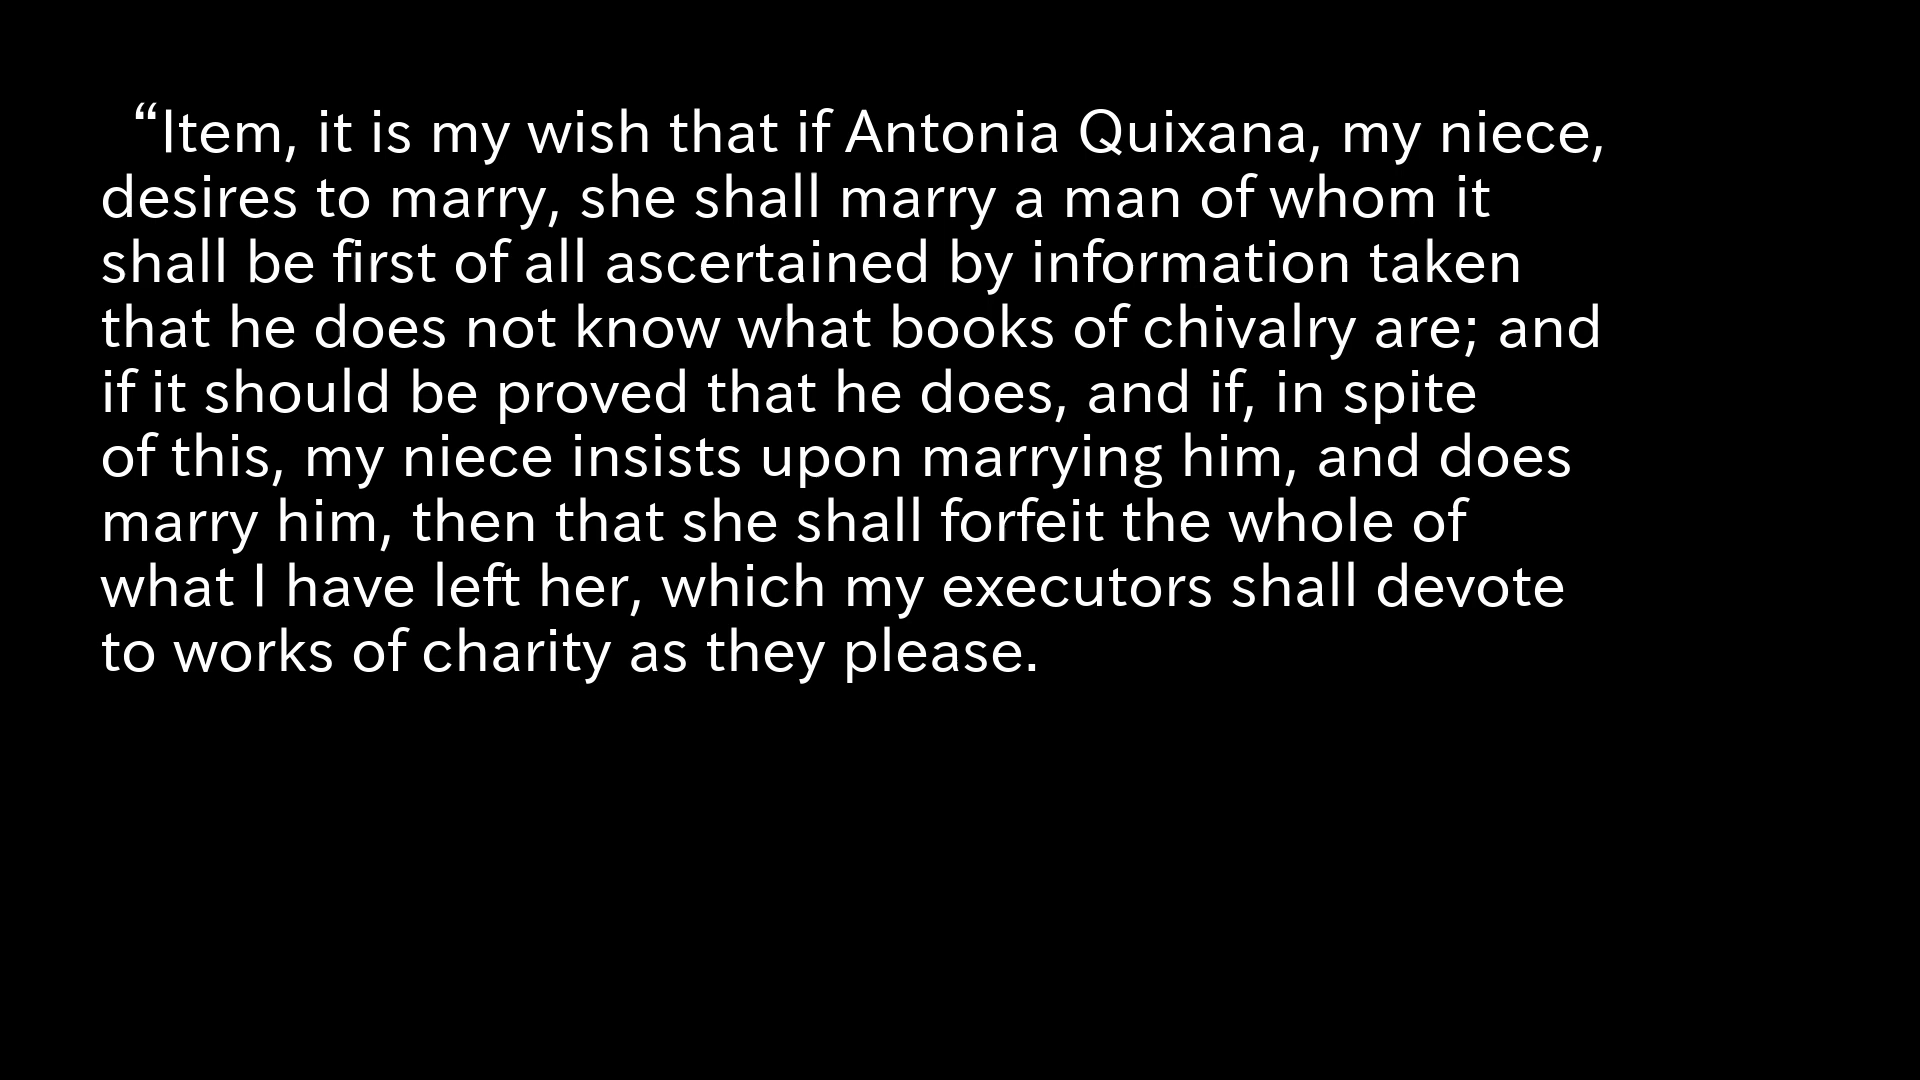 “Item, it is my wish that if Antonia Quixana, my niece,
desires to marry, she shall marry a man of whom it
shall be first of all ascertained by information taken
that he does not know what books of chivalry are; and
if it should be proved that he does, and if, in spite
of this, my niece insists upon marrying him, and does
marry him, then that she shall forfeit the whole of
what I have left her, which my executors shall devote
to works of charity as they please.